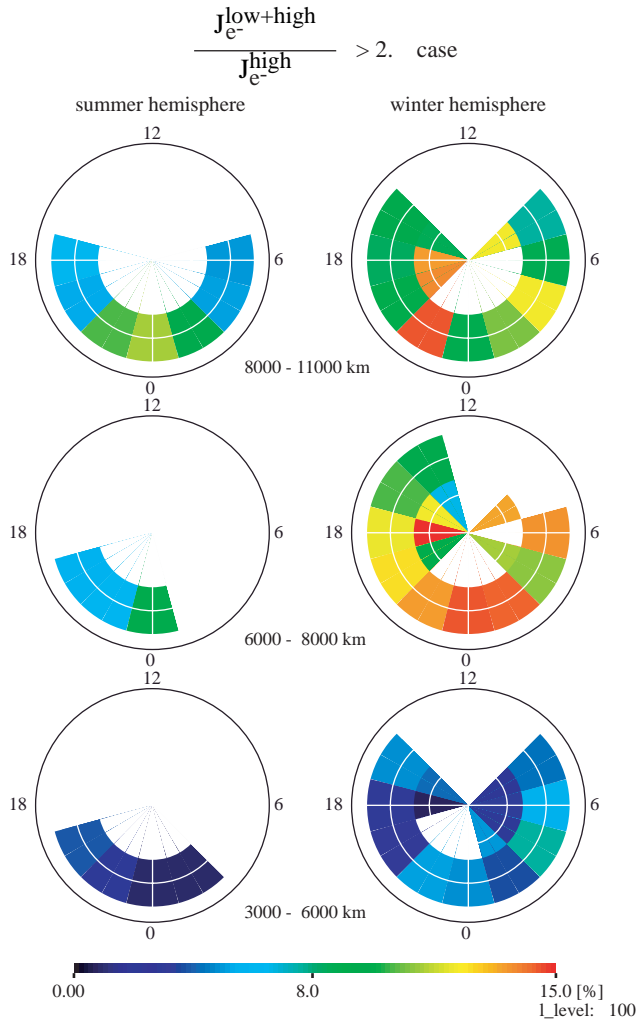 J_e-^low+high
J_e-^high
> 2. case
summer hemisphere winter hemisphere
12 12
18 6 18 6
8000 - 11000 km
0 0
12 12
18 6 18 6
6000 - 8000 km
0 0
12 12
18 6 18 6
3000 - 6000 km
0 0
0.00 8.0 15.0 [%]
l_level: 100